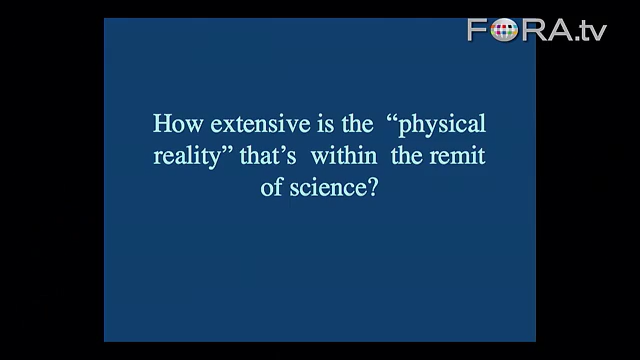 FORA.tv
How extensive is the “physical
reality” that’s within the remit
of science?